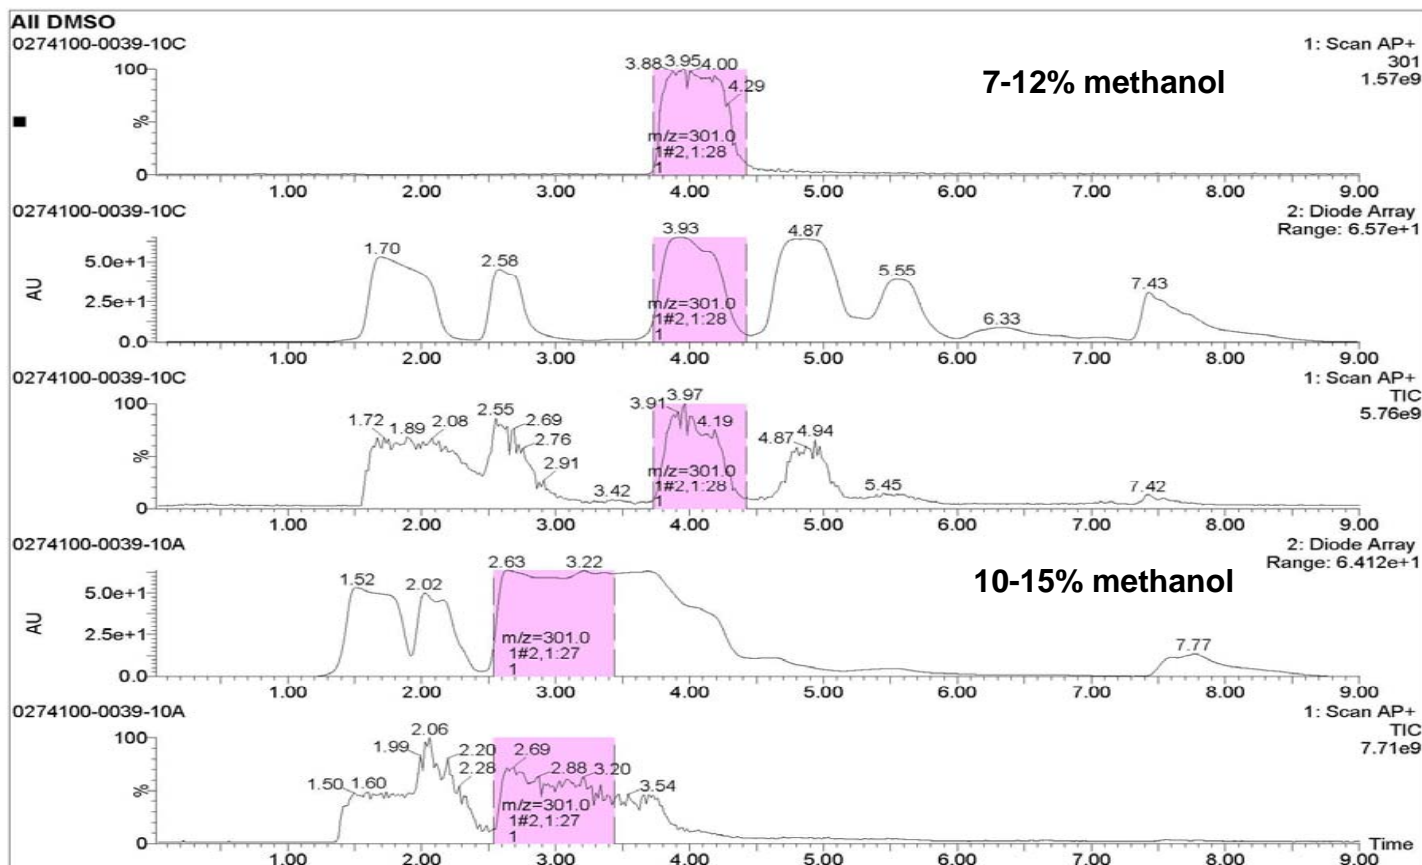 All DMSO
0274100-0039-10C
1: Scan AP+
301
1.57e9
7-12% methanol
3.88 3.95 4.00
4.29
100
%
0
m/z=301.0
1#2,1:28
1
1.00 2.00 3.00 4.00 5.00 6.00 7.00 8.00 9.00
0274100-0039-10C
2: Diode Array
Range: 6.57e+1
1.70 2.58 3.93 4.87 5.55 6.33 7.43
AU
5.0e+1
2.5e+1
0.0
m/z=301.0
1#2,1:28
1
1.00 2.00 3.00 4.00 5.00 6.00 7.00 8.00 9.00
0274100-0039-10C
1: Scan AP+
TIC
5.76e9
1.72 1.89 2.08 2.55 2.69 2.76 2.91 3.42 3.91 3.97 4.19 4.87 4.94 5.45 7.42
100
%
0
m/z=301.0
1#2,1:28
1
1.00 2.00 3.00 4.00 5.00 6.00 7.00 8.00 9.00
0274100-0039-10A
2: Diode Array
Range: 6.412e+1
10-15% methanol
1.52 2.02 2.63 3.22 7.77
AU
5.0e+1
2.5e+1
0.0
m/z=301.0
1#2,1:27
1
1.00 2.00 3.00 4.00 5.00 6.00 7.00 8.00 9.00
0274100-0039-10A
1: Scan AP+
TIC
7.71e9
1.50 1.60 1.99 2.06 2.20 2.28 2.69 2.88 3.20 3.54
100
%
0
m/z=301.0
1#2,1:27
1
Time
1.00 2.00 3.00 4.00 5.00 6.00 7.00 8.00 9.00